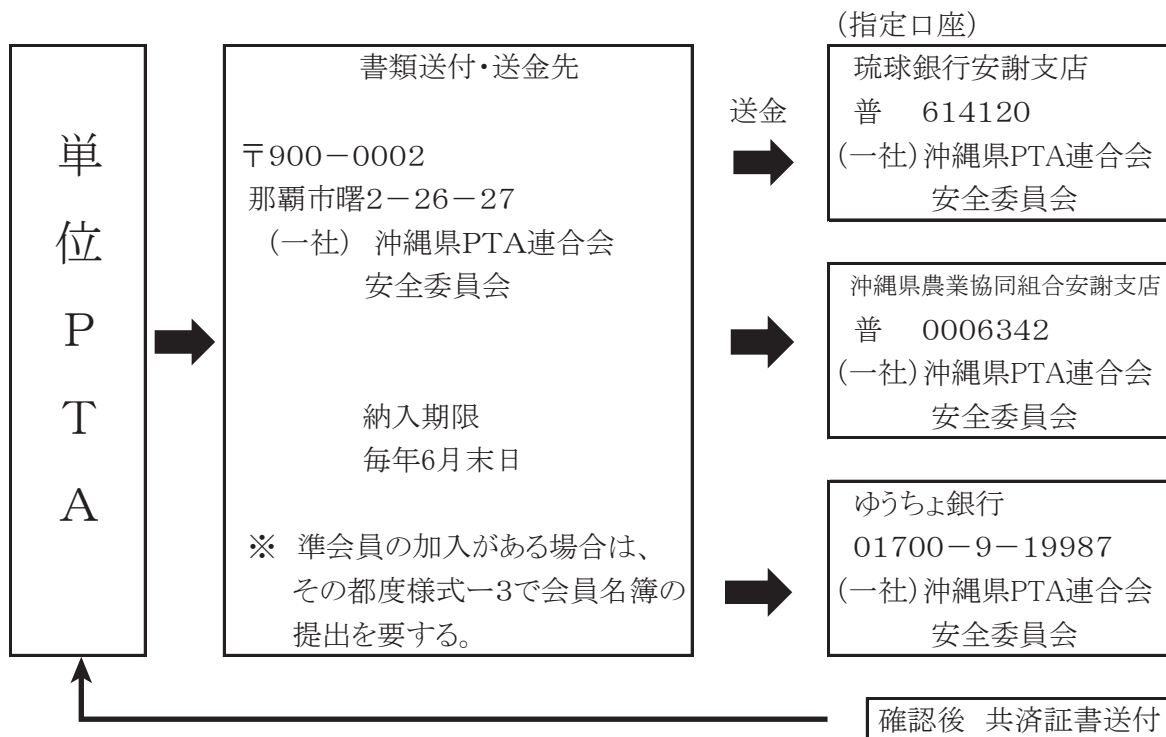 単位PTA
書類送付・送金先
〒900－0002
那覇市曙2－26－27
(一社) 沖縄県PTA連合会
安全委員会
納入期限
毎年6月末日
※ 準会員の加入がある場合は、
その都度様式ー3で会員名簿の
提出を要する。
送金
(指定口座)
琉球銀行安謝支店
普 614120
(一社)沖縄県PTA連合会
安全委員会
沖縄県農業協同組合安謝支店
普 0006342
(一社)沖縄県PTA連合会
安全委員会
ゆうちょ銀行
01700－9－19987
(一社)沖縄県PTA連合会
安全委員会
確認後 共済証書送付